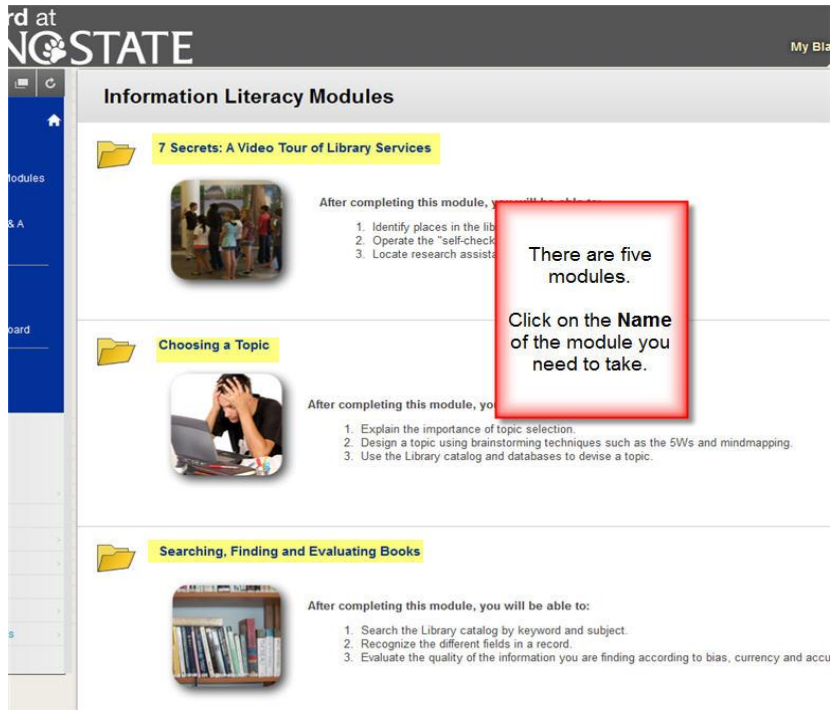 rd at
STATE
My Bla
Information Literacy Modules
Modules
& A
oard
s
7 Secrets: A Video Tour of Library Services
After completing this module, you will be able to:
1. Identify places in the lib
2. Operate the "self-check
3. Locate research assista
There are five
modules.
Click on the Name
of the module you
need to take.
Choosing a Topic
After completing this module, yo
1. Explain the importance of topic selection.
2. Design a topic using brainstorming techniques such as the 5Ws and mindmapping.
3. Use the Library catalog and databases to devise a topic.
Searching, Finding and Evaluating Books
After completing this module, you will be able to:
1. Search the Library catalog by keyword and subject.
2. Recognize the different fields in a record.
3. Evaluate the quality of the information you are finding according to bias, currency and accu